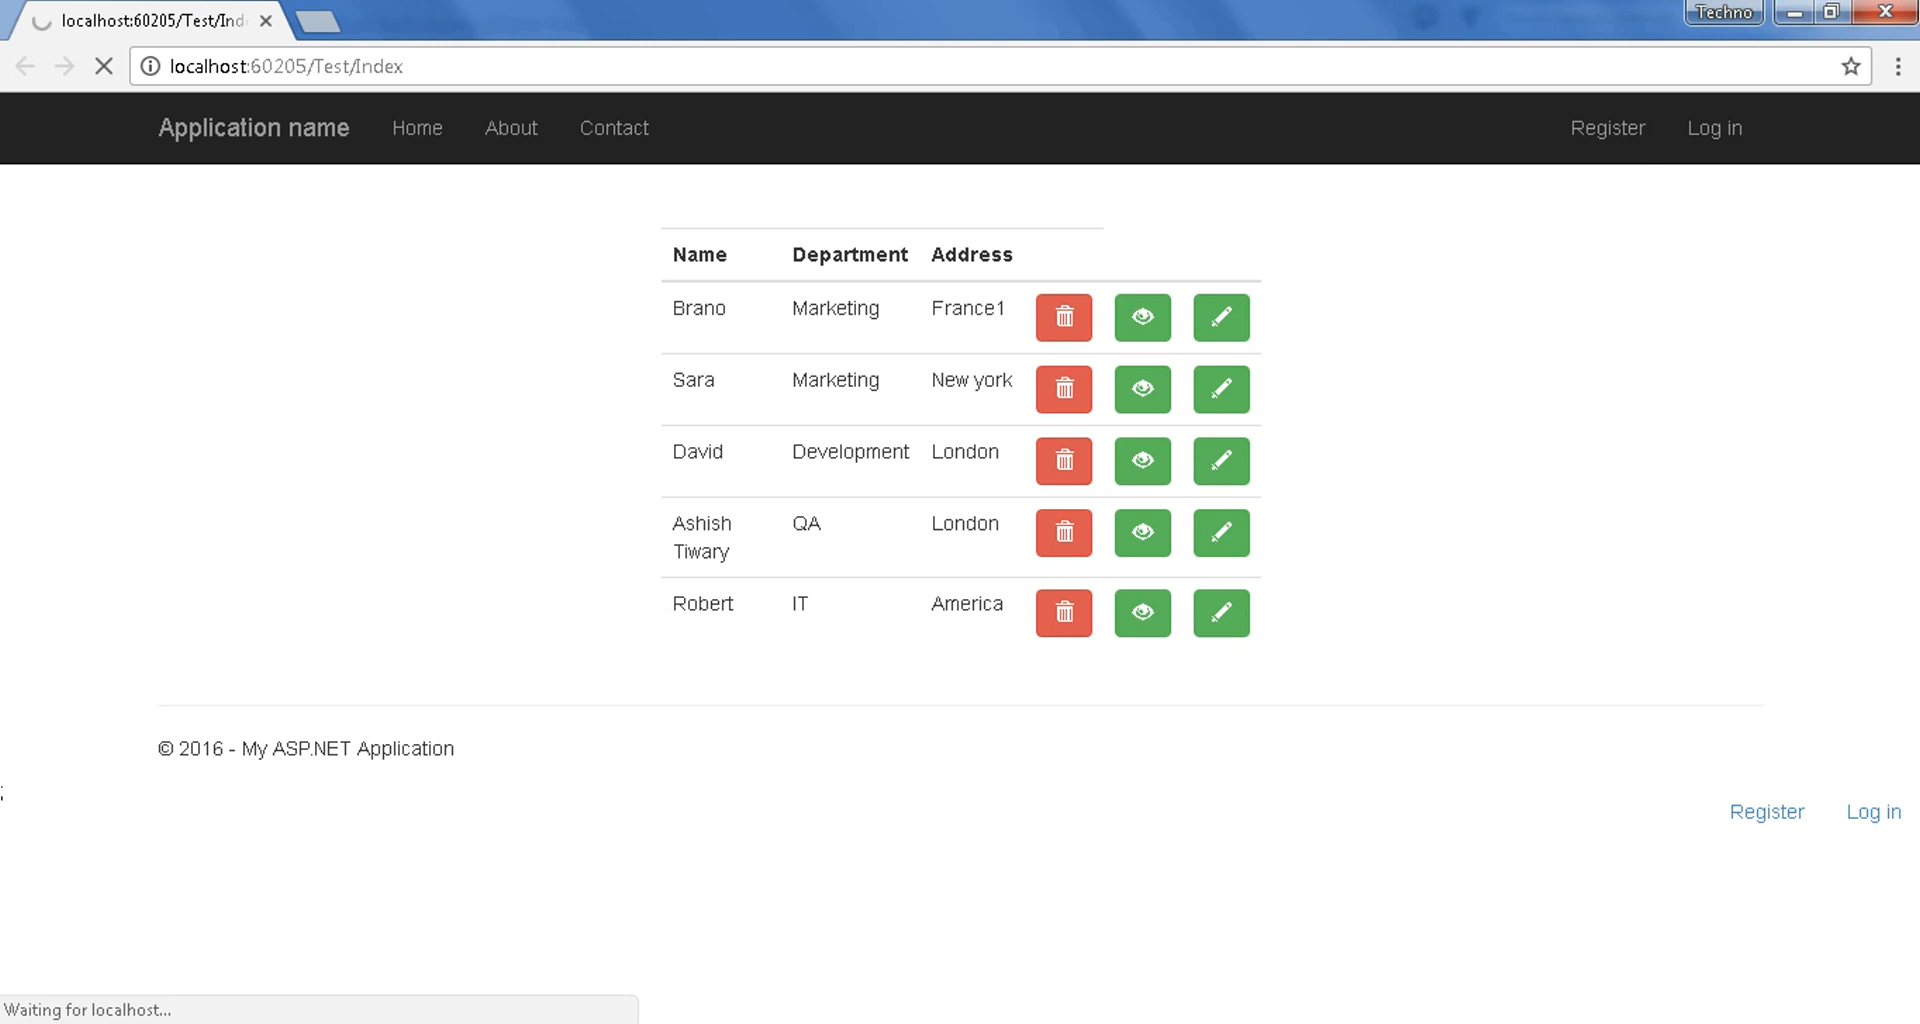 localhost:60205/Test/Ind
Techno
localhost:60205/Test/Index
Application name Home About Contact Register Log in
Name Department Address
Brano Marketing France1
Sara Marketing New york
David Development London
Ashish QA London
Tiwary
Robert IT America
© 2016 - My ASP.NET Application
;
Register Log in
Waiting for localhost...